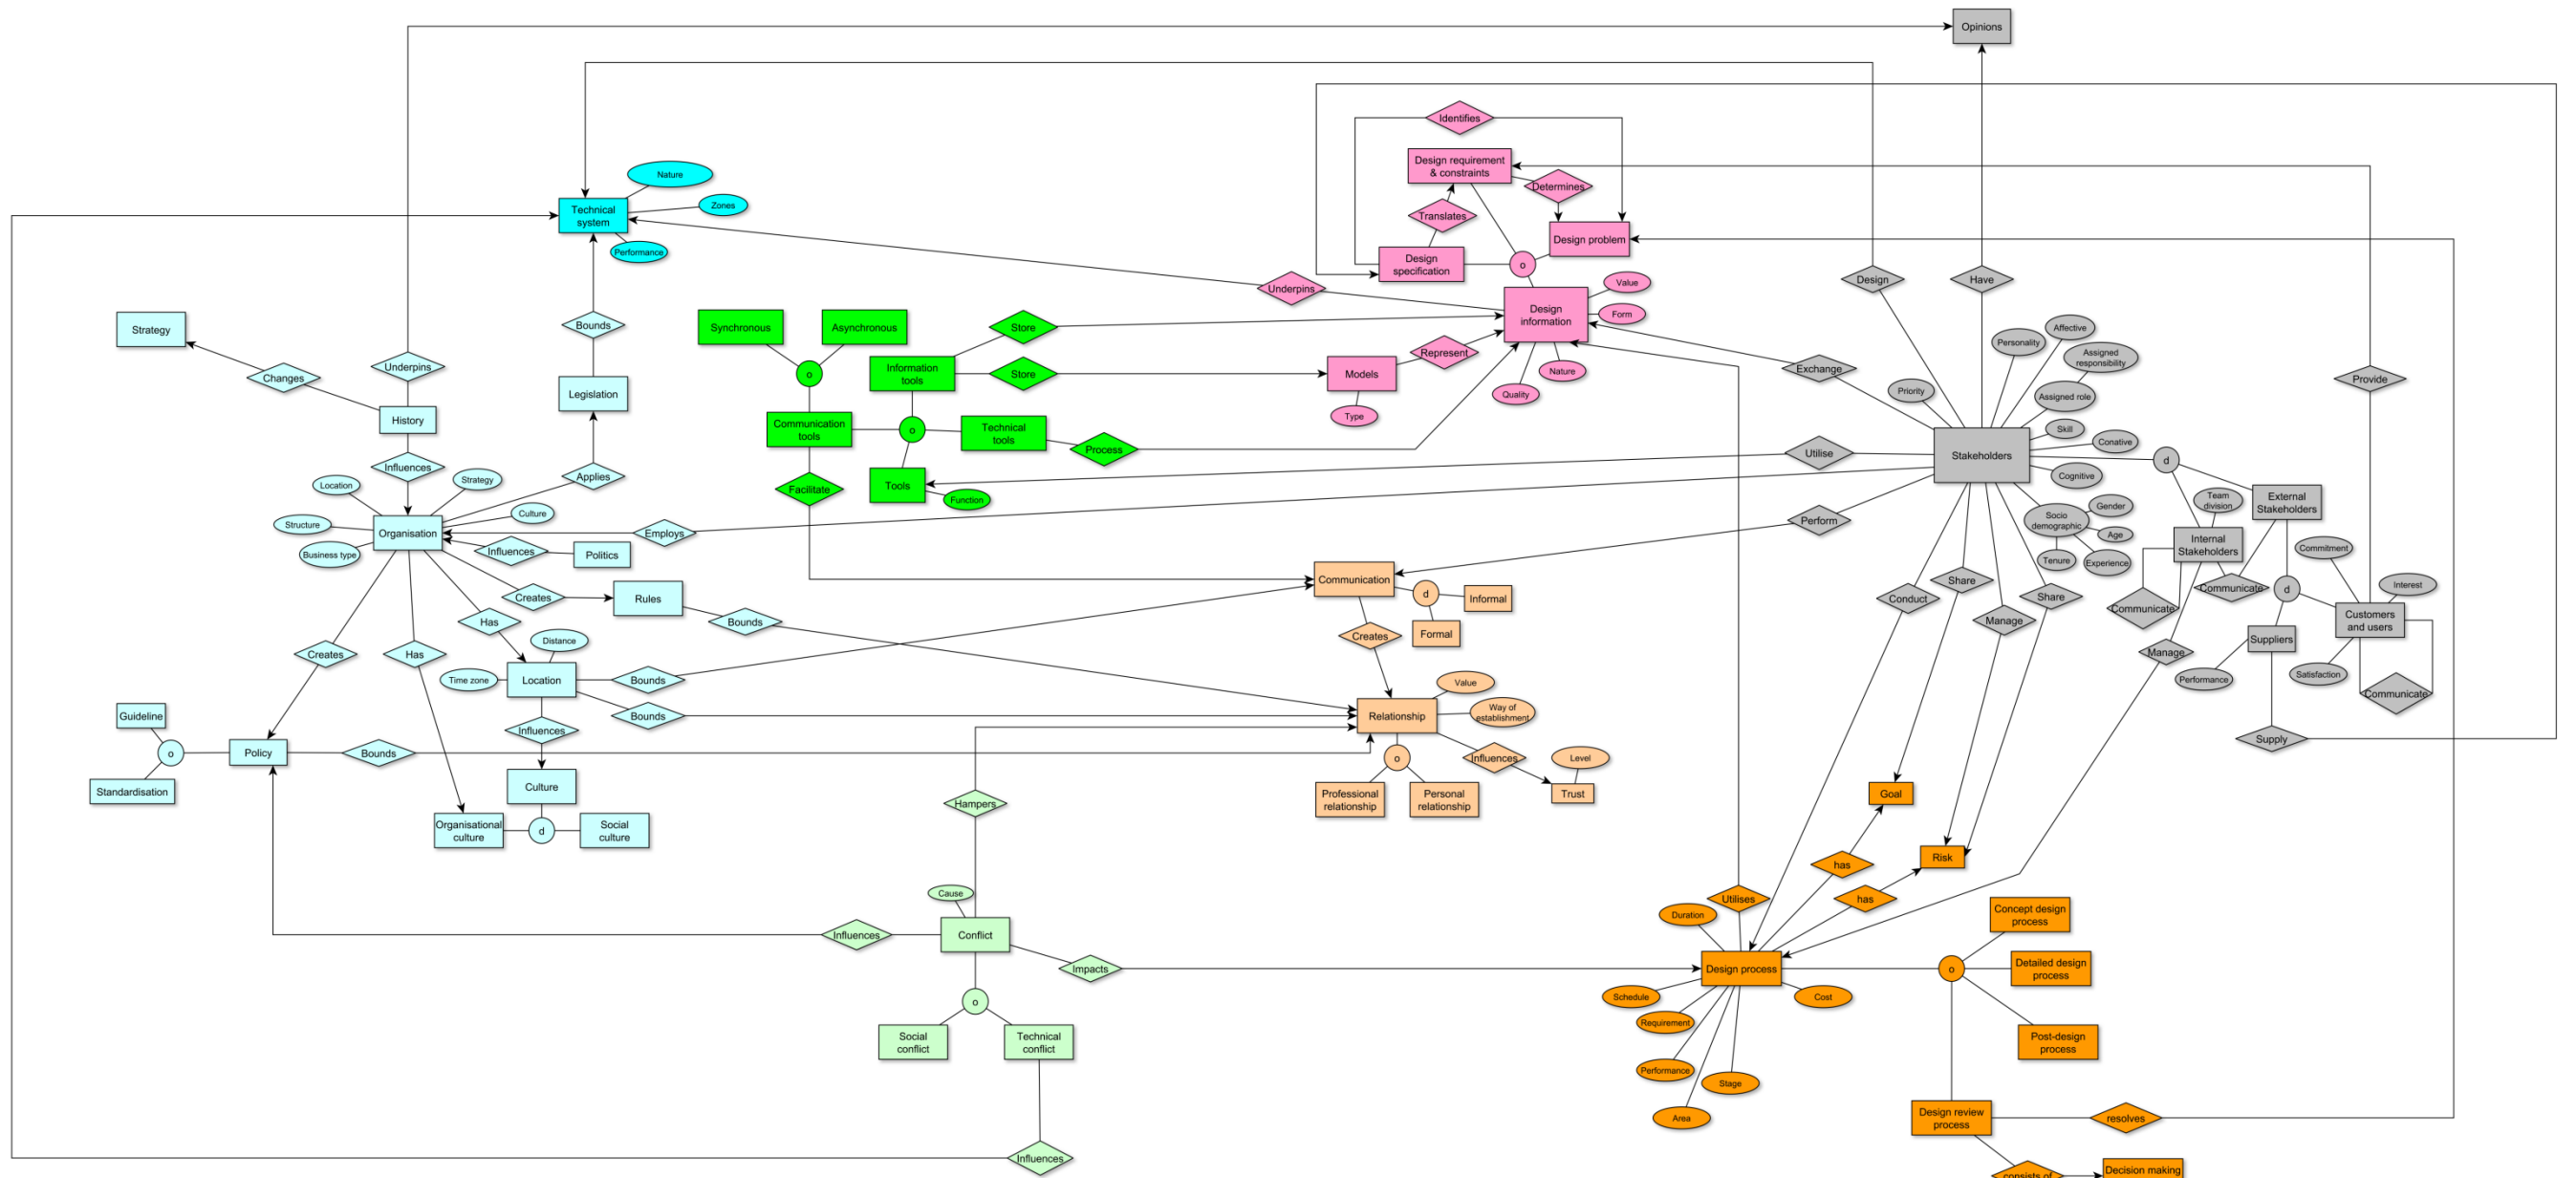 Opinions
Identifies
Design requirement
& constraints
Nature
Determines
Zones
Technical
system
Translates
Design problem
Performance
Design
specification
o
Design
Have
Underpins
Value
Design
information
Form
Strategy
Bounds
Synchronous
Asynchronous
Store
Affective
Personality
Represent
Assigned
responsibility
Underpins
Changes
o
Information
tools
Store
Models
Nature
Exchange
Provide
Legislation
Priority
Assigned role
Quality
History
Type
Communication
tools
o
Technical
tools
Skill
Conative
Process
Utilise
Stakeholders
d
Influences
Applies
Cognitive
Location
Strategy
Facilitate
Tools
Function
External
Stakeholders
Team
division
Gender
Structure
Culture
Socio
demographic
Perform
Organisation
Employs
Age
Internal
Stakeholders
Commitment
Business type
Influences
Politics
Tenure
Experience
Communication
Share
Interest
Creates
Rules
d
Informal
Conduct
Share
Communicate
d
Communicate
Has
Bounds
Formal
Manage
Customers
and users
Creates
Distance
Suppliers
Creates
Has
Manage
Time zone
Location
Bounds
Value
Performance
Satisfaction
Communicate
Guideline
Bounds
Relationship
Way of
establishment
Influences
Supply
o
Policy
Bounds
o
Influences
Level
Standardisation
Culture
Professional
relationship
Personal
relationship
Trust
Goal
Hampers
Organisational
culture
d
Social
culture
Risk
has
Cause
Utilises
has
Duration
Concept design
process
Influences
Conflict
Impacts
Design process
o
Detailed design
process
Schedule
Cost
o
Requirement
Social
conflict
Technical
conflict
Post-design
process
Performance
Stage
Area
Design review
process
resolves
Influences
consists of
Decision making